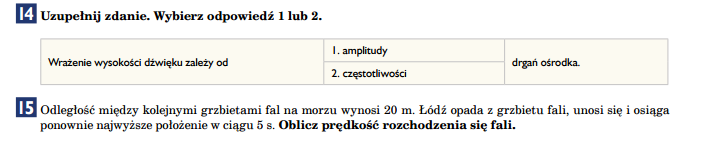 14 Uzupełnij zdanie. Wybierz odpowiedź 1 lub 2.
Wrażenie wysokości dźwięku zależy od
1. amplitudy
2. częstotliwości
drgań ośrodka.
15 Odległość między kolejnymi grzbietami fal na morzu wynosi 20 m. Łódź opada z grzbietu fali, unosi się i osiąga
ponownie najwyższe położenie w ciągu 5 s. Oblicz prędkość rozchodzenia się fali.